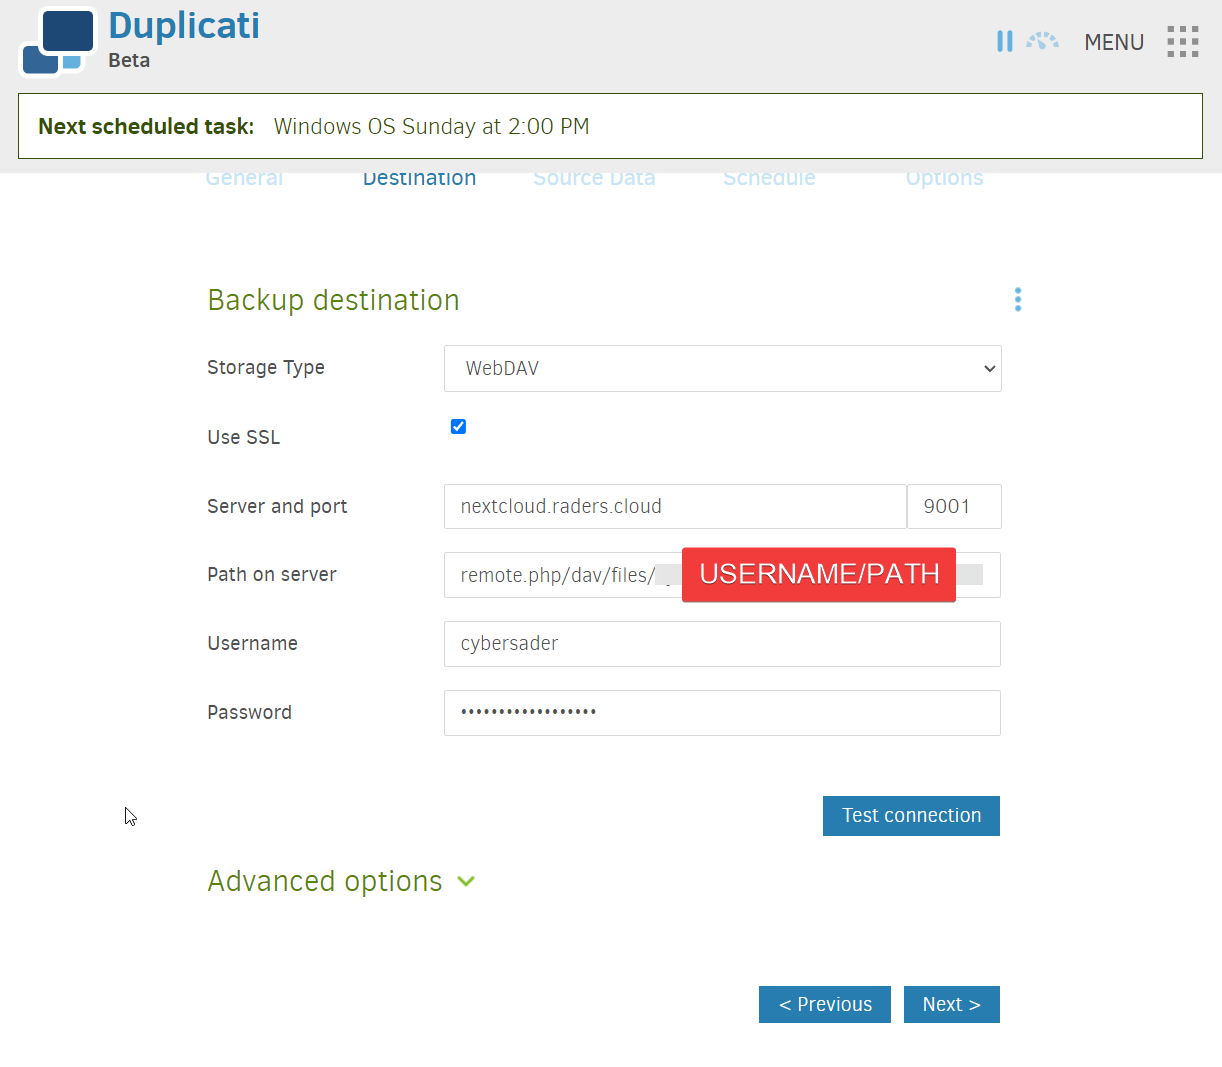 Duplicati
Beta
MENU
Next scheduled task: Windows OS Sunday at 2:00 PM
General Destination Source Data Schedule Options
Backup destination
Storage Type WebDAV
Use SSL
Server and port nextcloud.raders.cloud 9001
Path on server remote.php/dav/files/ USERNAME/PATH
Username cybersader
Password ••••••••••••••••••
Test connection
Advanced options
< Previous Next >